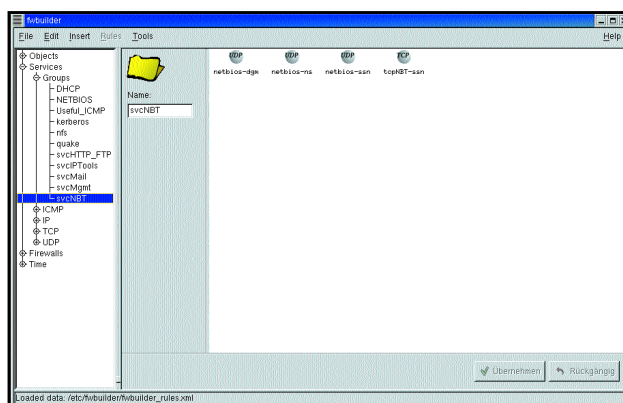 fwbuilder
File Edit Insert Rules Tools Help
Objects
Services
Groups
DHCP
NETBIOS
Useful_ICMP
kerberos
nfs
quake
svcHTTP_FTP
svcIPTools
svcMail
svcMgmt
svcNBT
ICMP
IP
TCP
UDP
Firewalls
Time
Name:
svcNBT
UDP UDP UDP TCP
netbios-dgm netbios-ns netbios-ssn tcpNBT-ssn
Übernehmen Rückgängig
Loaded data: /etc/fwbuilder/fwbuilder_rules.xml